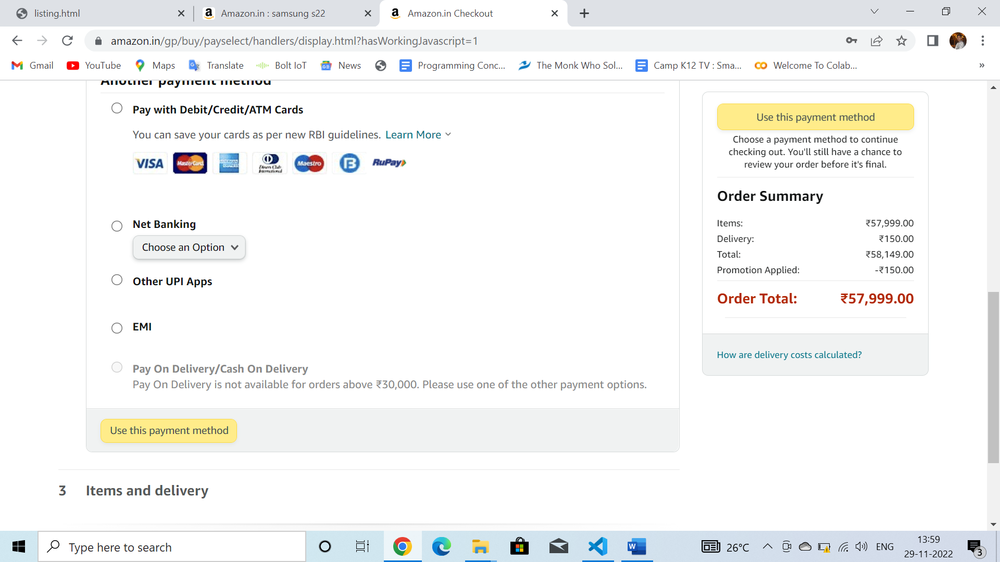 listing.html
Amazon.in : samsung s22
Amazon.in Checkout
amazon.in/gp/buy/payselect/handlers/display.html?hasWorkingJavascript=1
Gmail
YouTube
Maps
Translate
Bolt IoT
News
Programming Conc...
The Monk Who Sol...
Camp K12 TV : Sma...
Welcome To Colab...
»
Another payment method
Pay with Debit/Credit/ATM Cards
You can save your cards as per new RBI guidelines. Learn More
VISA
MasterCard
Diners Club International
Maestro
RuPay
Net Banking
Choose an Option
Other UPI Apps
EMI
Pay On Delivery/Cash On Delivery
Pay On Delivery is not available for orders above ₹30,000. Please use one of the other payment options.
Use this payment method
3 Items and delivery
Use this payment method
Choose a payment method to continue
checking out. You'll still have a chance to
review your order before it's final.
Order Summary
Items: ₹57,999.00
Delivery: ₹150.00
Total: ₹58,149.00
Promotion Applied: -₹150.00
Order Total: ₹57,999.00
How are delivery costs calculated?
Type here to search
26°C
ENG
13:59
29-11-2022
3